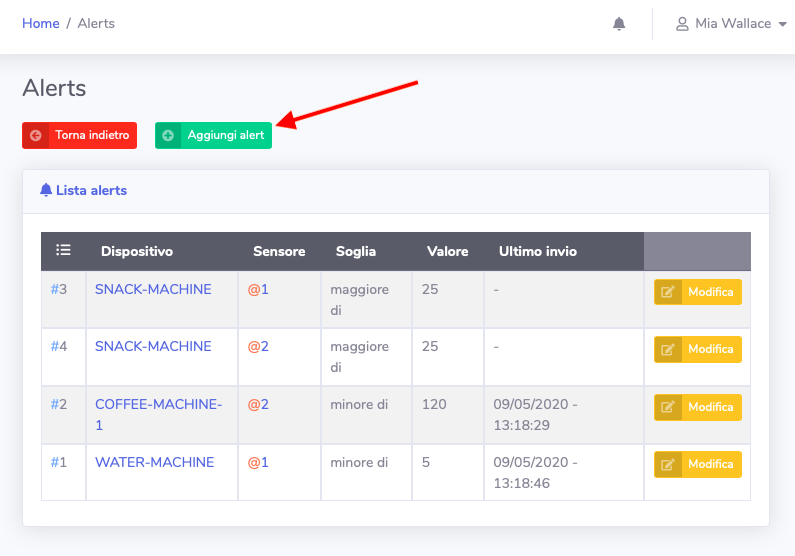 Home / Alerts
Mia Wallace
Alerts
Torna indietro
Aggiungi alert
Lista alerts
Dispositivo Sensore Soglia Valore Ultimo invio
#3 SNACK-MACHINE @1 maggiore di 25 - Modifica
#4 SNACK-MACHINE @2 maggiore di 25 - Modifica
#2 COFFEE-MACHINE-1 @2 minore di 120 09/05/2020 - 13:18:29 Modifica
#1 WATER-MACHINE @1 minore di 5 09/05/2020 - 13:18:46 Modifica